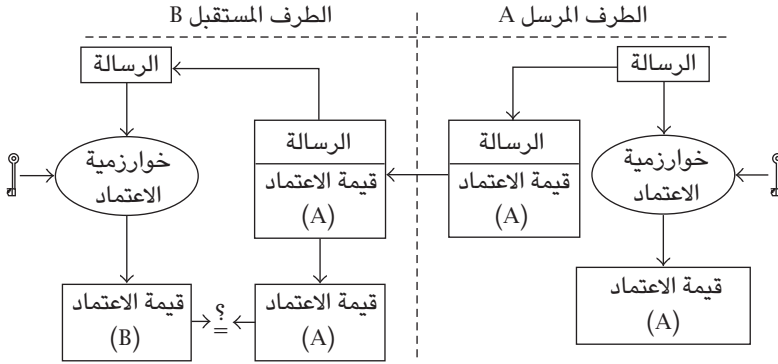 الطرف المرسل A
الطرف المستقبل B
الرسالة
الرسالة
خوارزمية
الاعتماد
الرسالة
قيمة الاعتماد
(A)
الرسالة
قيمة الاعتماد
(A)
خوارزمية
الاعتماد
قيمة الاعتماد
(A)
قيمة الاعتماد
(A)
؟
=
قيمة الاعتماد
(B)